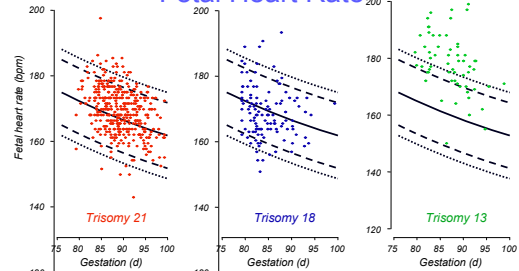 Fetal Heart Rate
Fetal heart rate (bpm)
200
180
160
140
Trisomy 21
75 80 85 90 95 100
Gestation (d)
200
180
160
140
Trisomy 18
75 80 85 90 95 100
Gestation (d)
200
180
160
140
120
Trisomy 13
75 80 85 90 95 100
Gestation (d)